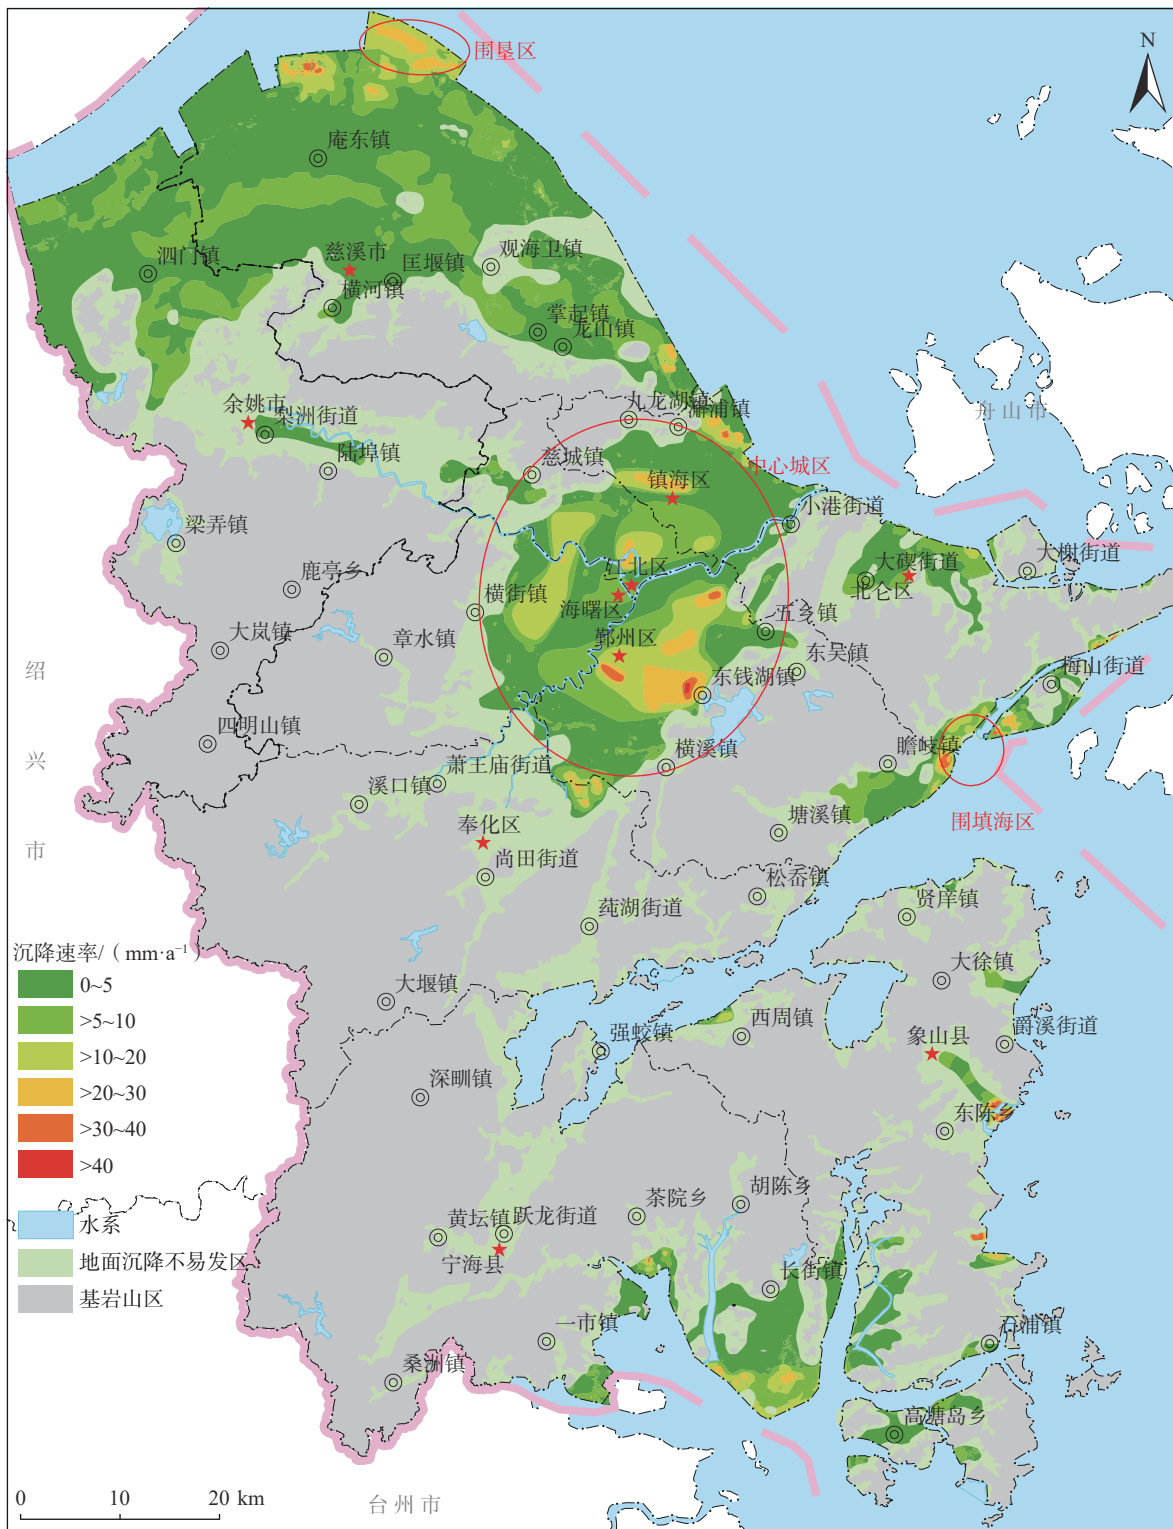 N
围垦区
庵东镇
泗门镇
慈溪市
匡堰镇
观海卫镇
横河镇
掌起镇
龙山镇
余姚市
梨洲街道
九龙湖镇
澥浦镇
舟山市
陆埠镇
慈城镇
镇海区
中心城区
小港街道
梁弄镇
鹿亭乡
江北区
大碶街道
大榭街道
北仑区
横街镇
海曙区
五乡镇
大岚镇
章水镇
鄞州区
东吴镇
梅山街道
东钱湖镇
四明山镇
横溪镇
瞻岐镇
萧王庙街道
溪口镇
围填海区
绍
兴
市
奉化区
塘溪镇
尚田街道
松岙镇
莼湖街道
贤庠镇
大徐镇
大堰镇
西周镇
爵溪街道
强蛟镇
象山县
深甽镇
东陈乡
胡陈乡
茶院乡
黄坛镇
跃龙街道
宁海县
长街镇
一市镇
石浦镇
桑洲镇
高塘岛乡
台州市
沉降速率/（mm·a⁻¹）
0~5
>5~10
>10~20
>20~30
>30~40
>40
水系
地面沉降不易发区
基岩山区
0 10 20 km